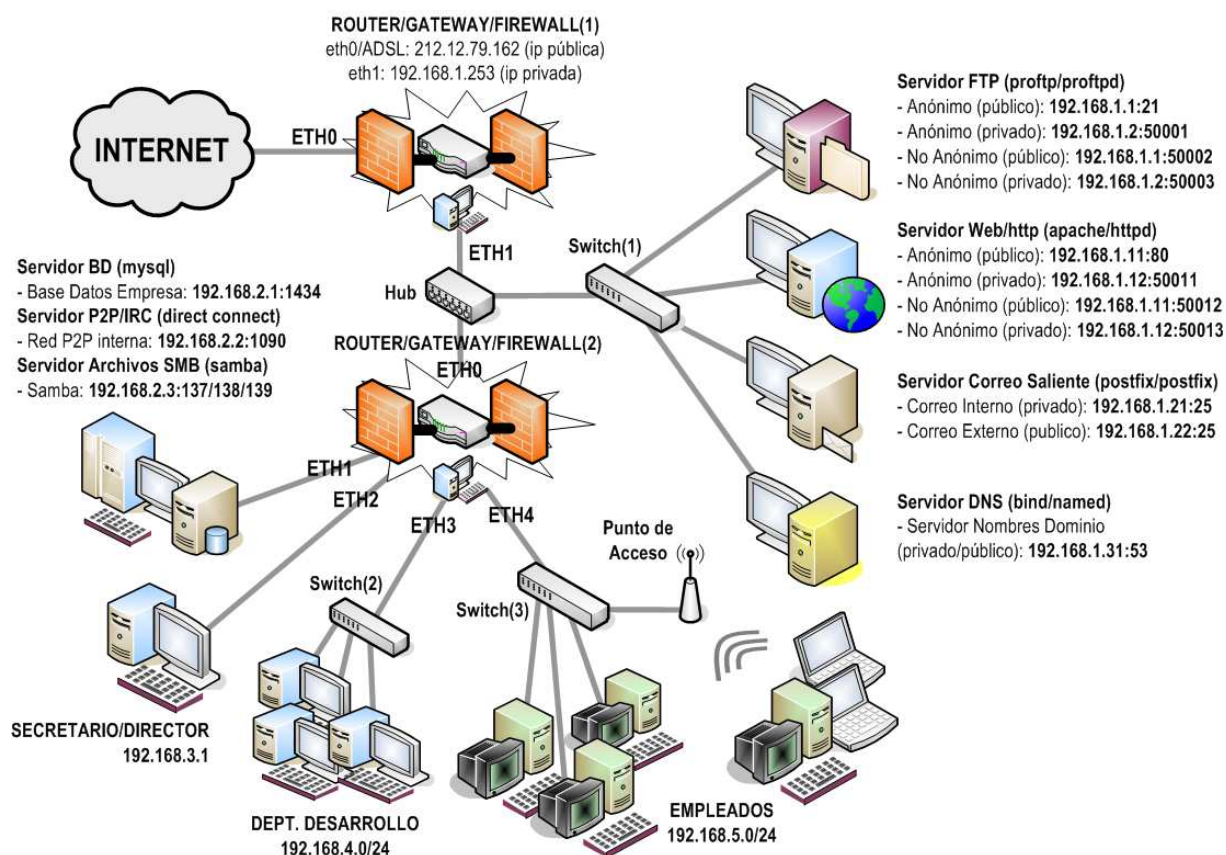 ROUTER/GATEWAY/FIREWALL(1)
eth0/ADSL: 212.12.79.162 (ip pública)
eth1: 192.168.1.253 (ip privada)
INTERNET
ETH0
ETH1
Hub
Switch(1)
Servidor FTP (proftp/proftpd)
- Anónimo (público): 192.168.1.1:21
- Anónimo (privado): 192.168.1.2:50001
- No Anónimo (público): 192.168.1.1:50002
- No Anónimo (privado): 192.168.1.2:50003
Servidor Web/http (apache/httpd)
- Anónimo (público): 192.168.1.11:80
- Anónimo (privado): 192.168.1.12:50011
- No Anónimo (público): 192.168.1.11:50012
- No Anónimo (privado): 192.168.1.12:50013
Servidor Correo Saliente (postfix/postfix)
- Correo Interno (privado): 192.168.1.21:25
- Correo Externo (publico): 192.168.1.22:25
Servidor DNS (bind/named)
- Servidor Nombres Dominio
(privado/público): 192.168.1.31:53
Servidor BD (mysql)
- Base Datos Empresa: 192.168.2.1:1434
Servidor P2P/IRC (direct connect)
- Red P2P interna: 192.168.2.2:1090
Servidor Archivos SMB (samba)
- Samba: 192.168.2.3:137/138/139
ROUTER/GATEWAY/FIREWALL(2)
ETH0
ETH1
ETH2
ETH3
ETH4
Switch(2)
Switch(3)
Punto de
Acceso
SECRETARIO/DIRECTOR
192.168.3.1
DEPT. DESARROLLO
192.168.4.0/24
EMPLEADOS
192.168.5.0/24